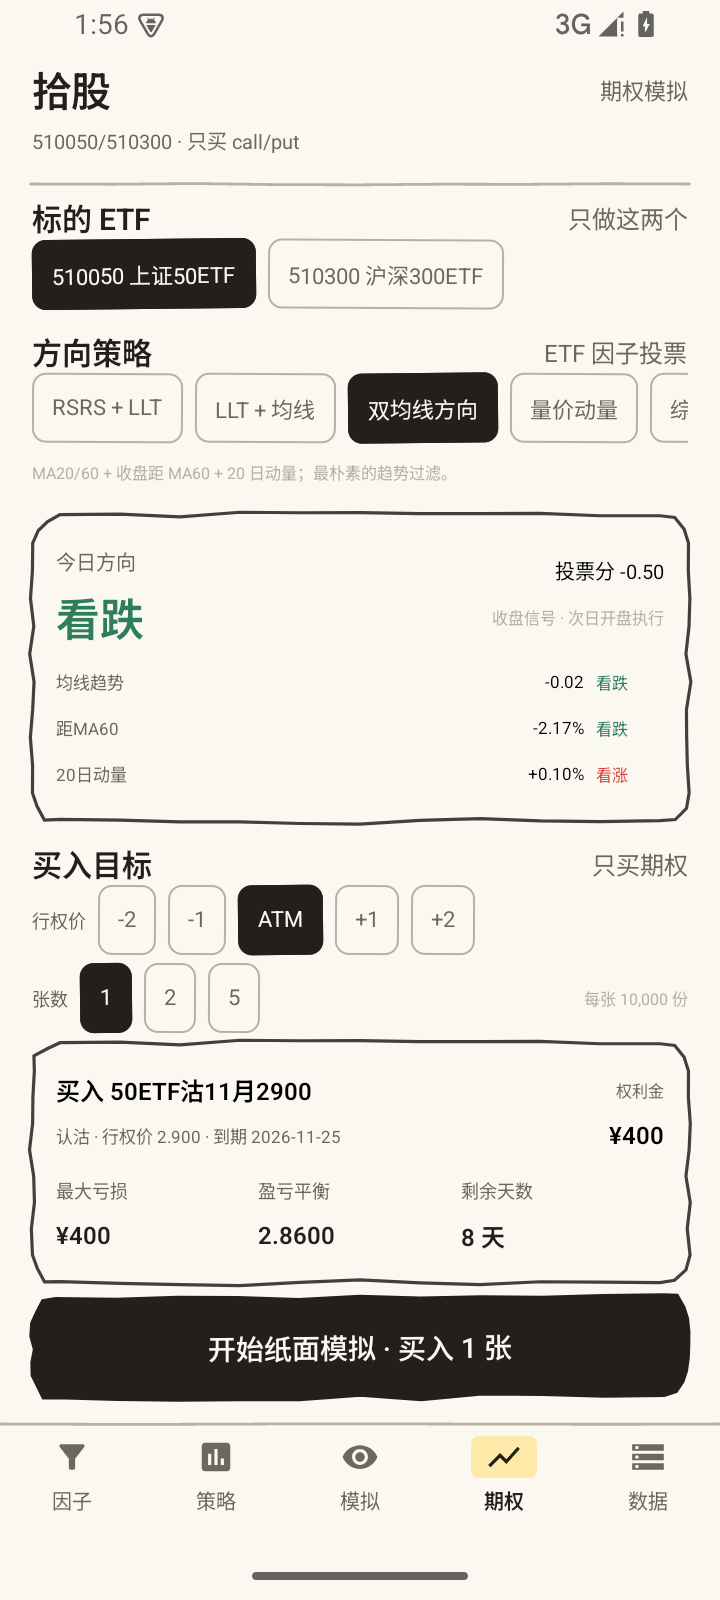 1:56
3G
拾股
期权模拟
510050/510300 · 只买 call/put
标的 ETF
只做这两个
510050 上证50ETF
510300 沪深300ETF
方向策略
ETF 因子投票
RSRS + LLT
LLT + 均线
双均线方向
量价动量
综
MA20/60 + 收盘距 MA60 + 20 日动量；最朴素的趋势过滤。
今日方向
投票分 -0.50
看跌
收盘信号 · 次日开盘执行
均线趋势 -0.02 看跌
距MA60 -2.17% 看跌
20日动量 +0.10% 看涨
买入目标
只买期权
行权价 -2 -1 ATM +1 +2
张数 1 2 5
每张 10,000 份
买入 50ETF沽11月2900
权利金
认沽 · 行权价 2.900 · 到期 2026-11-25
¥400
最大亏损 盈亏平衡 剩余天数
¥400 2.8600 8 天
开始纸面模拟 · 买入 1 张
因子 策略 模拟 期权 数据